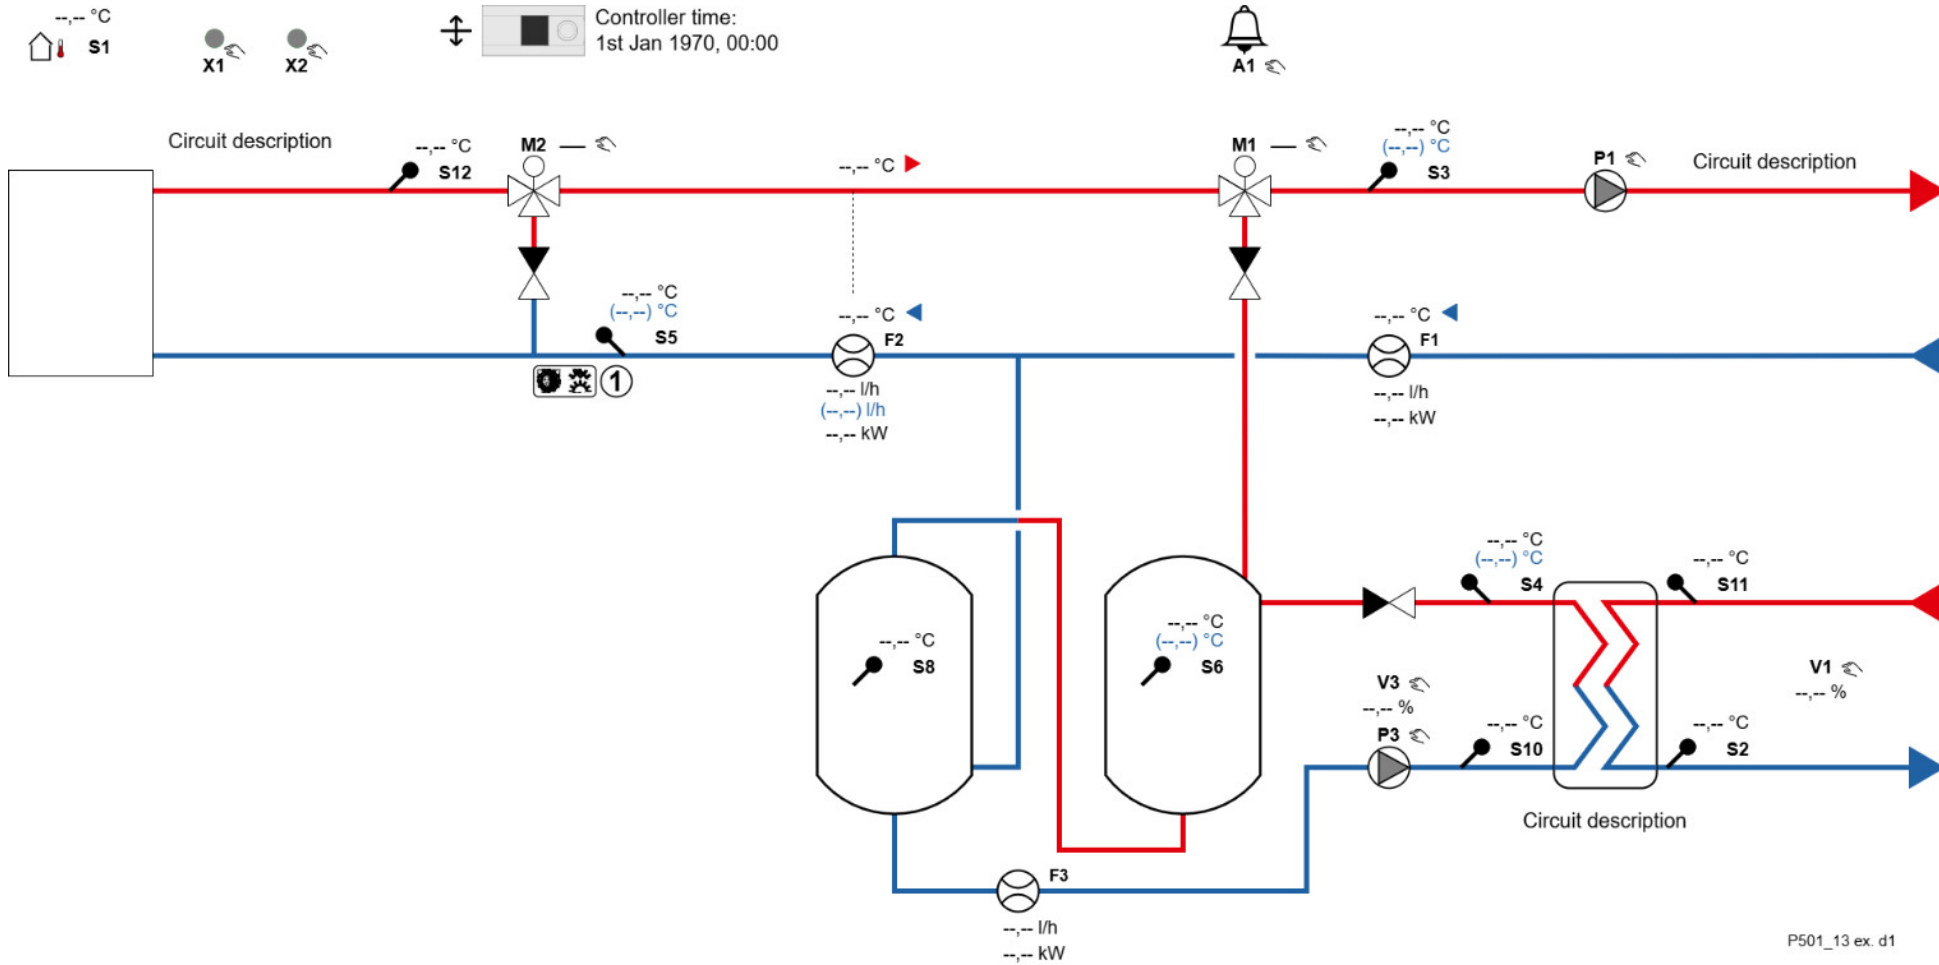 --,-- °C
S1
X1
X2
Controller time:
1st Jan 1970, 00:00
A1
Circuit description
--,-- °C
S12
M2
--,-- °C
M1
--,-- °C
(--,--) °C
S3
P1
Circuit description
--,-- °C
(--,--) °C
S5
1
--,-- °C
F2
--,-- l/h
(--,--) l/h
--,-- kW
--,-- °C
F1
--,-- l/h
--,-- kW
--,-- °C
S8
--,-- °C
(--,--) °C
S6
--,-- °C
(--,--) °C
S4
--,-- °C
S11
V3
--,-- %
P3
--,-- °C
S10
--,-- °C
S2
V1
--,-- %
Circuit description
F3
--,-- l/h
--,-- kW
P501_13 ex. d1